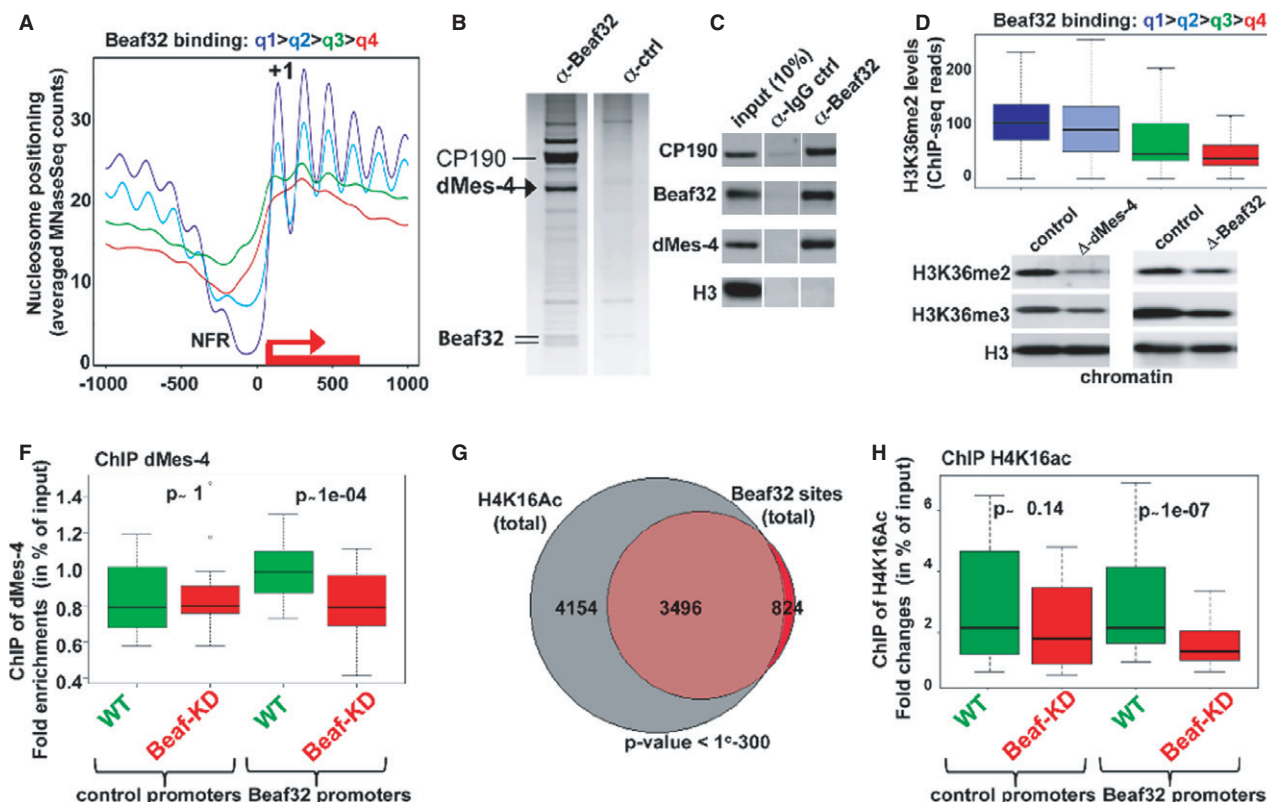 A
Beaf32 binding: q1>q2>q3>q4
Nucleosome positioning
(averaged MNaseSeq counts)
30
20
10
0
+1
NFR
-1000
-500
0
500
1000
B
α-Beaf32
α-ctrl
CP190
dMes-4
Beaf32
C
input (10%)
α-IgG ctrl
α-Beaf32
CP190
Beaf32
dMes-4
H3
D
Beaf32 binding: q1>q2>q3>q4
H3K36me2 levels
(ChIP-seq reads)
200
100
0
control
Δ-dMes-4
control
Δ-Beaf32
H3K36me2
H3K36me3
H3
chromatin
F
ChIP dMes-4
ChIP of dMes-4
Fold enrichments (in % of input)
1.4
1.2
1.0
0.8
0.6
0.4
p~ 1
p~1e-04
WT
Beaf-KD
WT
Beaf-KD
control promoters
Beaf32 promoters
G
H4K16Ac
(total)
Beaf32 sites
(total)
4154
3496
824
p-value < 1e-300
H
ChIP H4K16ac
ChIP of H4K16Ac
Fold changes (in % of input)
6
4
2
0
p~ 0.14
p~1e-07
WT
Beaf-KD
WT
Beaf-KD
control promoters
Beaf32 promoters